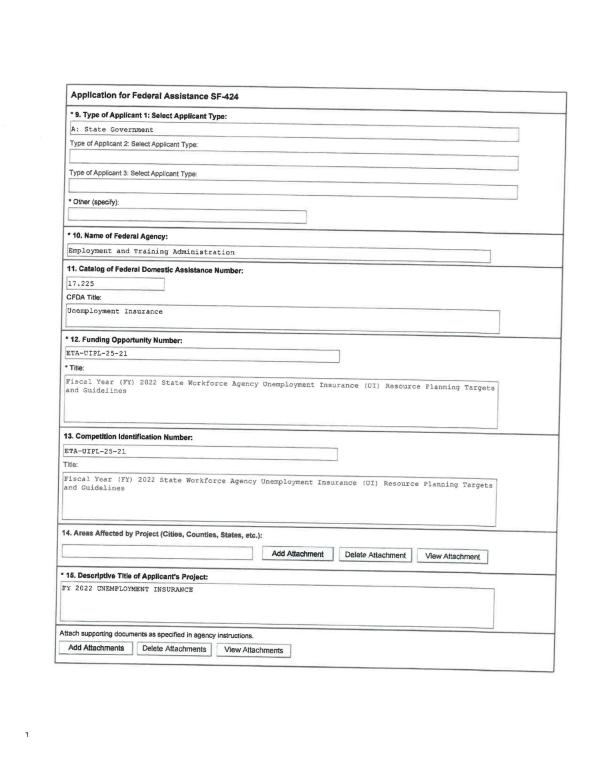 Application for Federal Assistance SF-424
* 9. Type of Applicant 1: Select Applicant Type:
A: State Government
Type of Applicant 2: Select Applicant Type:
Type of Applicant 3: Select Applicant Type:
* Other (specify):
* 10. Name of Federal Agency:
Employment and Training Administration
11. Catalog of Federal Domestic Assistance Number:
17.225
CFDA Title:
Unemployment Insurance
* 12. Funding Opportunity Number:
ETA-UIPL-25-21
* Title:
Fiscal Year (FY) 2022 State Workforce Agency Unemployment Insurance (UI) Resource Planning Targets
and Guidelines
13. Competition Identification Number:
ETA-UIPL-25-21
Title:
Fiscal Year (FY) 2022 State Workforce Agency Unemployment Insurance (UI) Resource Planning Targets
and Guidelines
14. Areas Affected by Project (Cities, Counties, States, etc.):
Add Attachment Delete Attachment View Attachment
* 15. Descriptive Title of Applicant's Project:
FY 2022 UNEMPLOYMENT INSURANCE
Attach supporting documents as specified in agency instructions.
Add Attachments Delete Attachments View Attachments
1